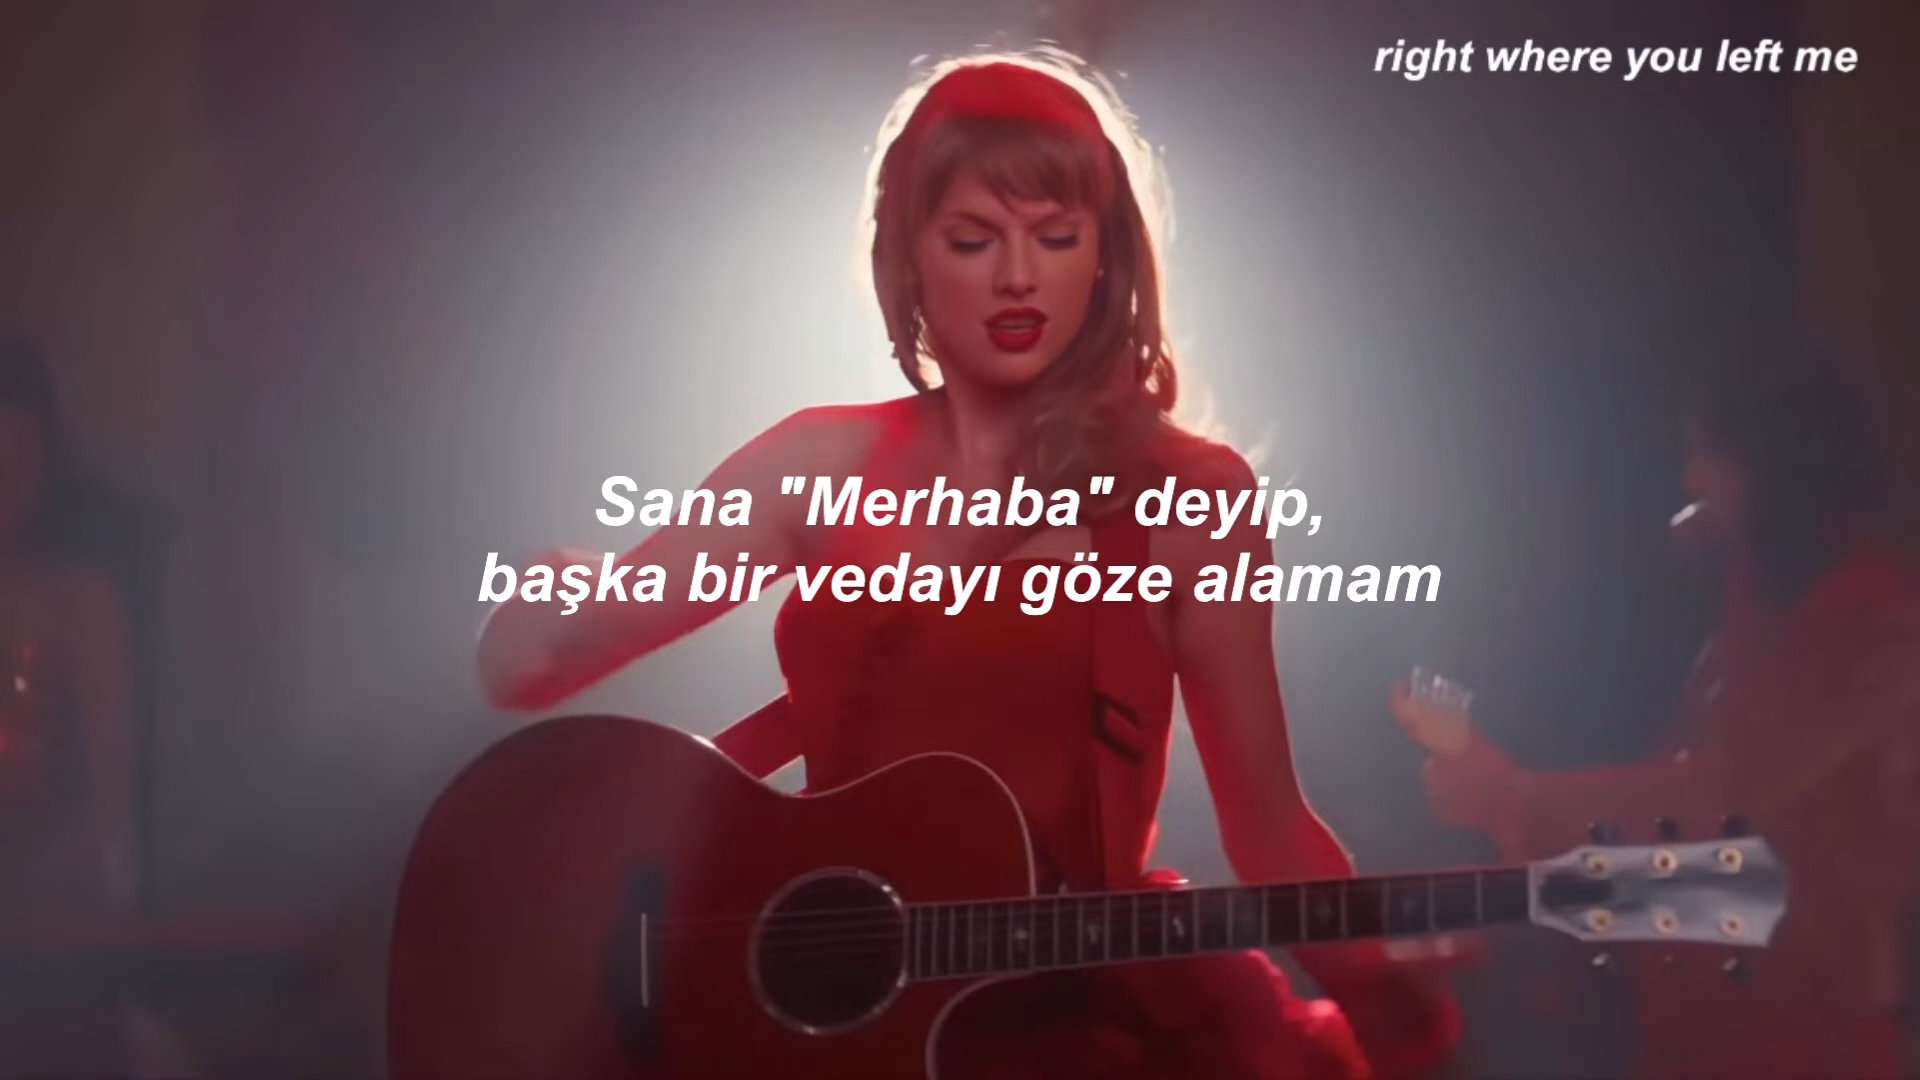 right where you left me
Sana "Merhaba" deyip,
başka bir vedayı göze alamam